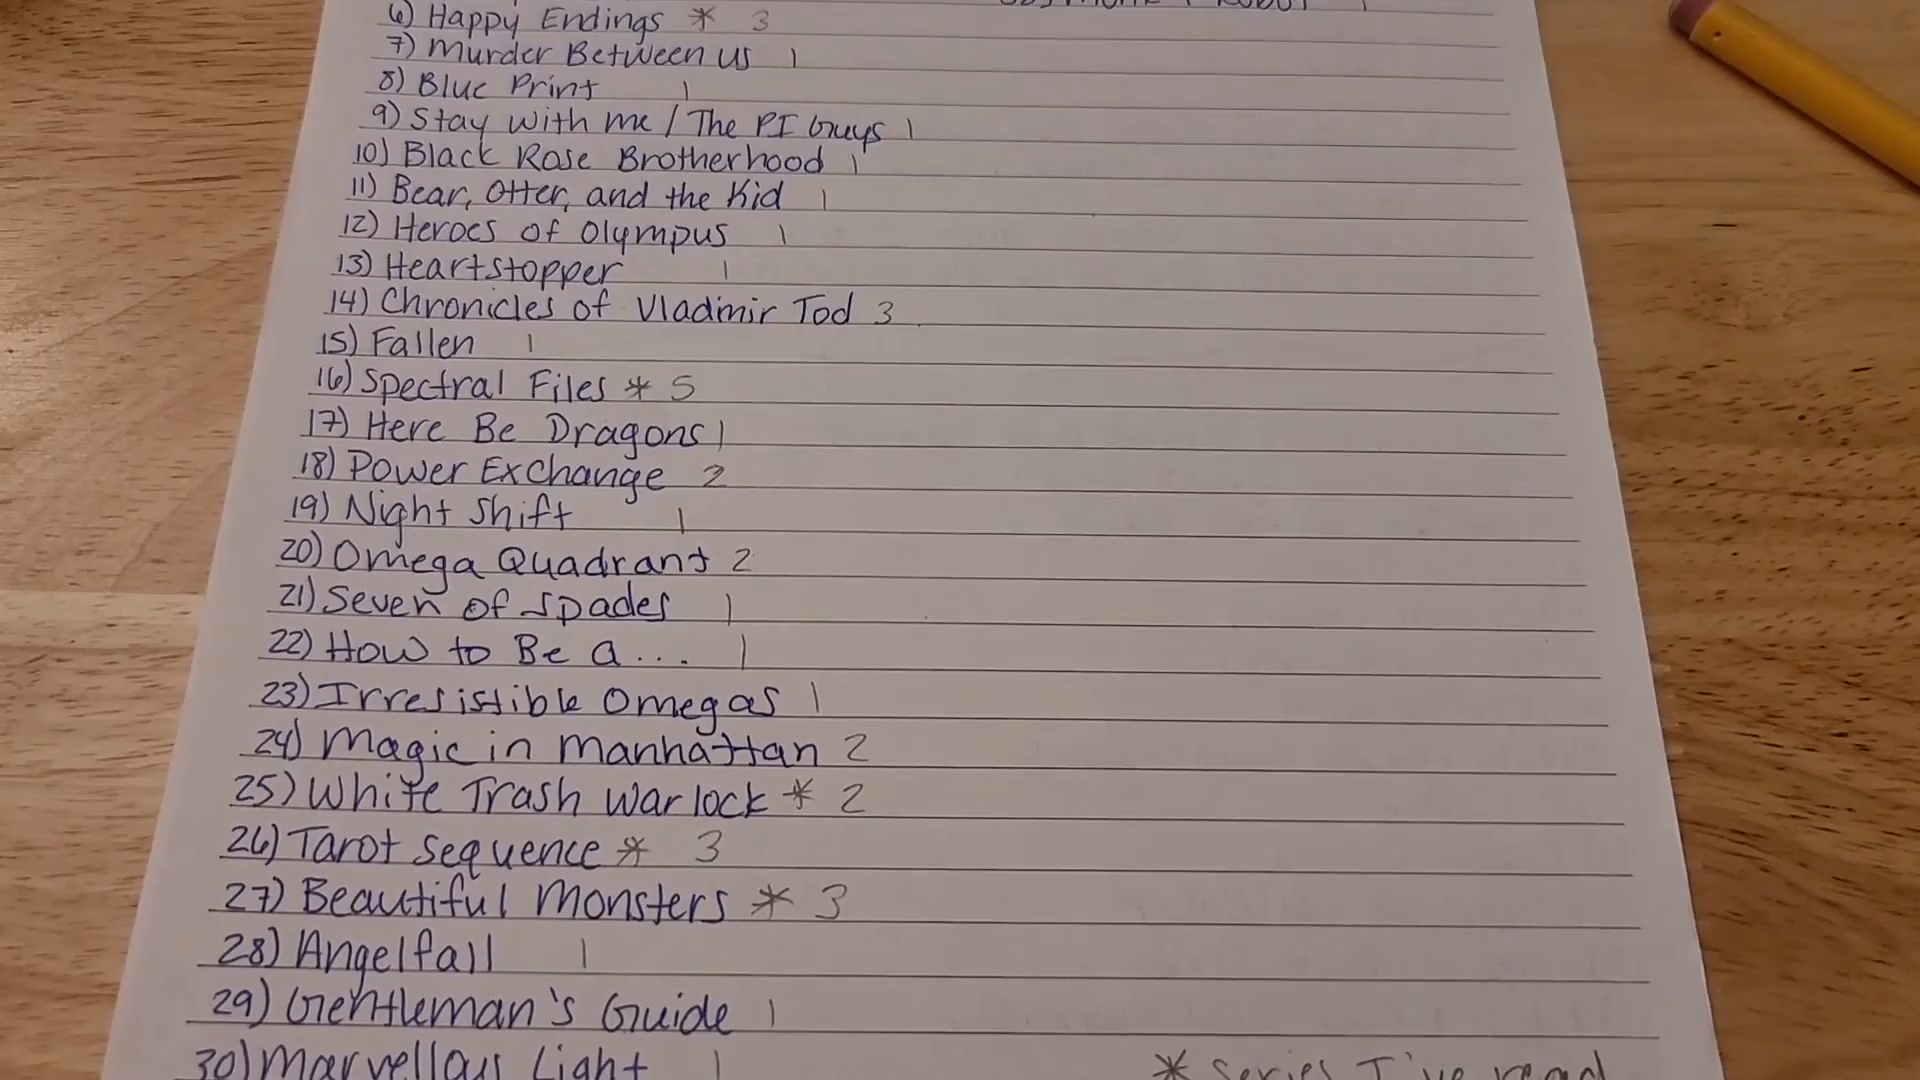 6) Happy Endings * 3
7) Murder Between us 1
8) Blue Print 1
9) Stay with me / The PI Guys 1
10) Black Rose Brotherhood 1
11) Bear, Otter, and the Kid 1
12) Heroes of Olympus 1
13) Heartstopper 1
14) Chronicles of Vladimir Tod 3
15) Fallen 1
16) Spectral Files * 5
17) Here Be Dragons 1
18) Power Exchange 2
19) Night Shift 1
20) Omega Quadrant 2
21) Seven of Spades 1
22) How to Be a... 1
23) Irresistible Omegas 1
24) Magic in Manhattan 2
25) White Trash Warlock * 2
26) Tarot Sequence * 3
27) Beautiful Monsters * 3
28) Angelfall 1
29) Gentleman's Guide 1
30) Marvellous Light 1
* series I've read